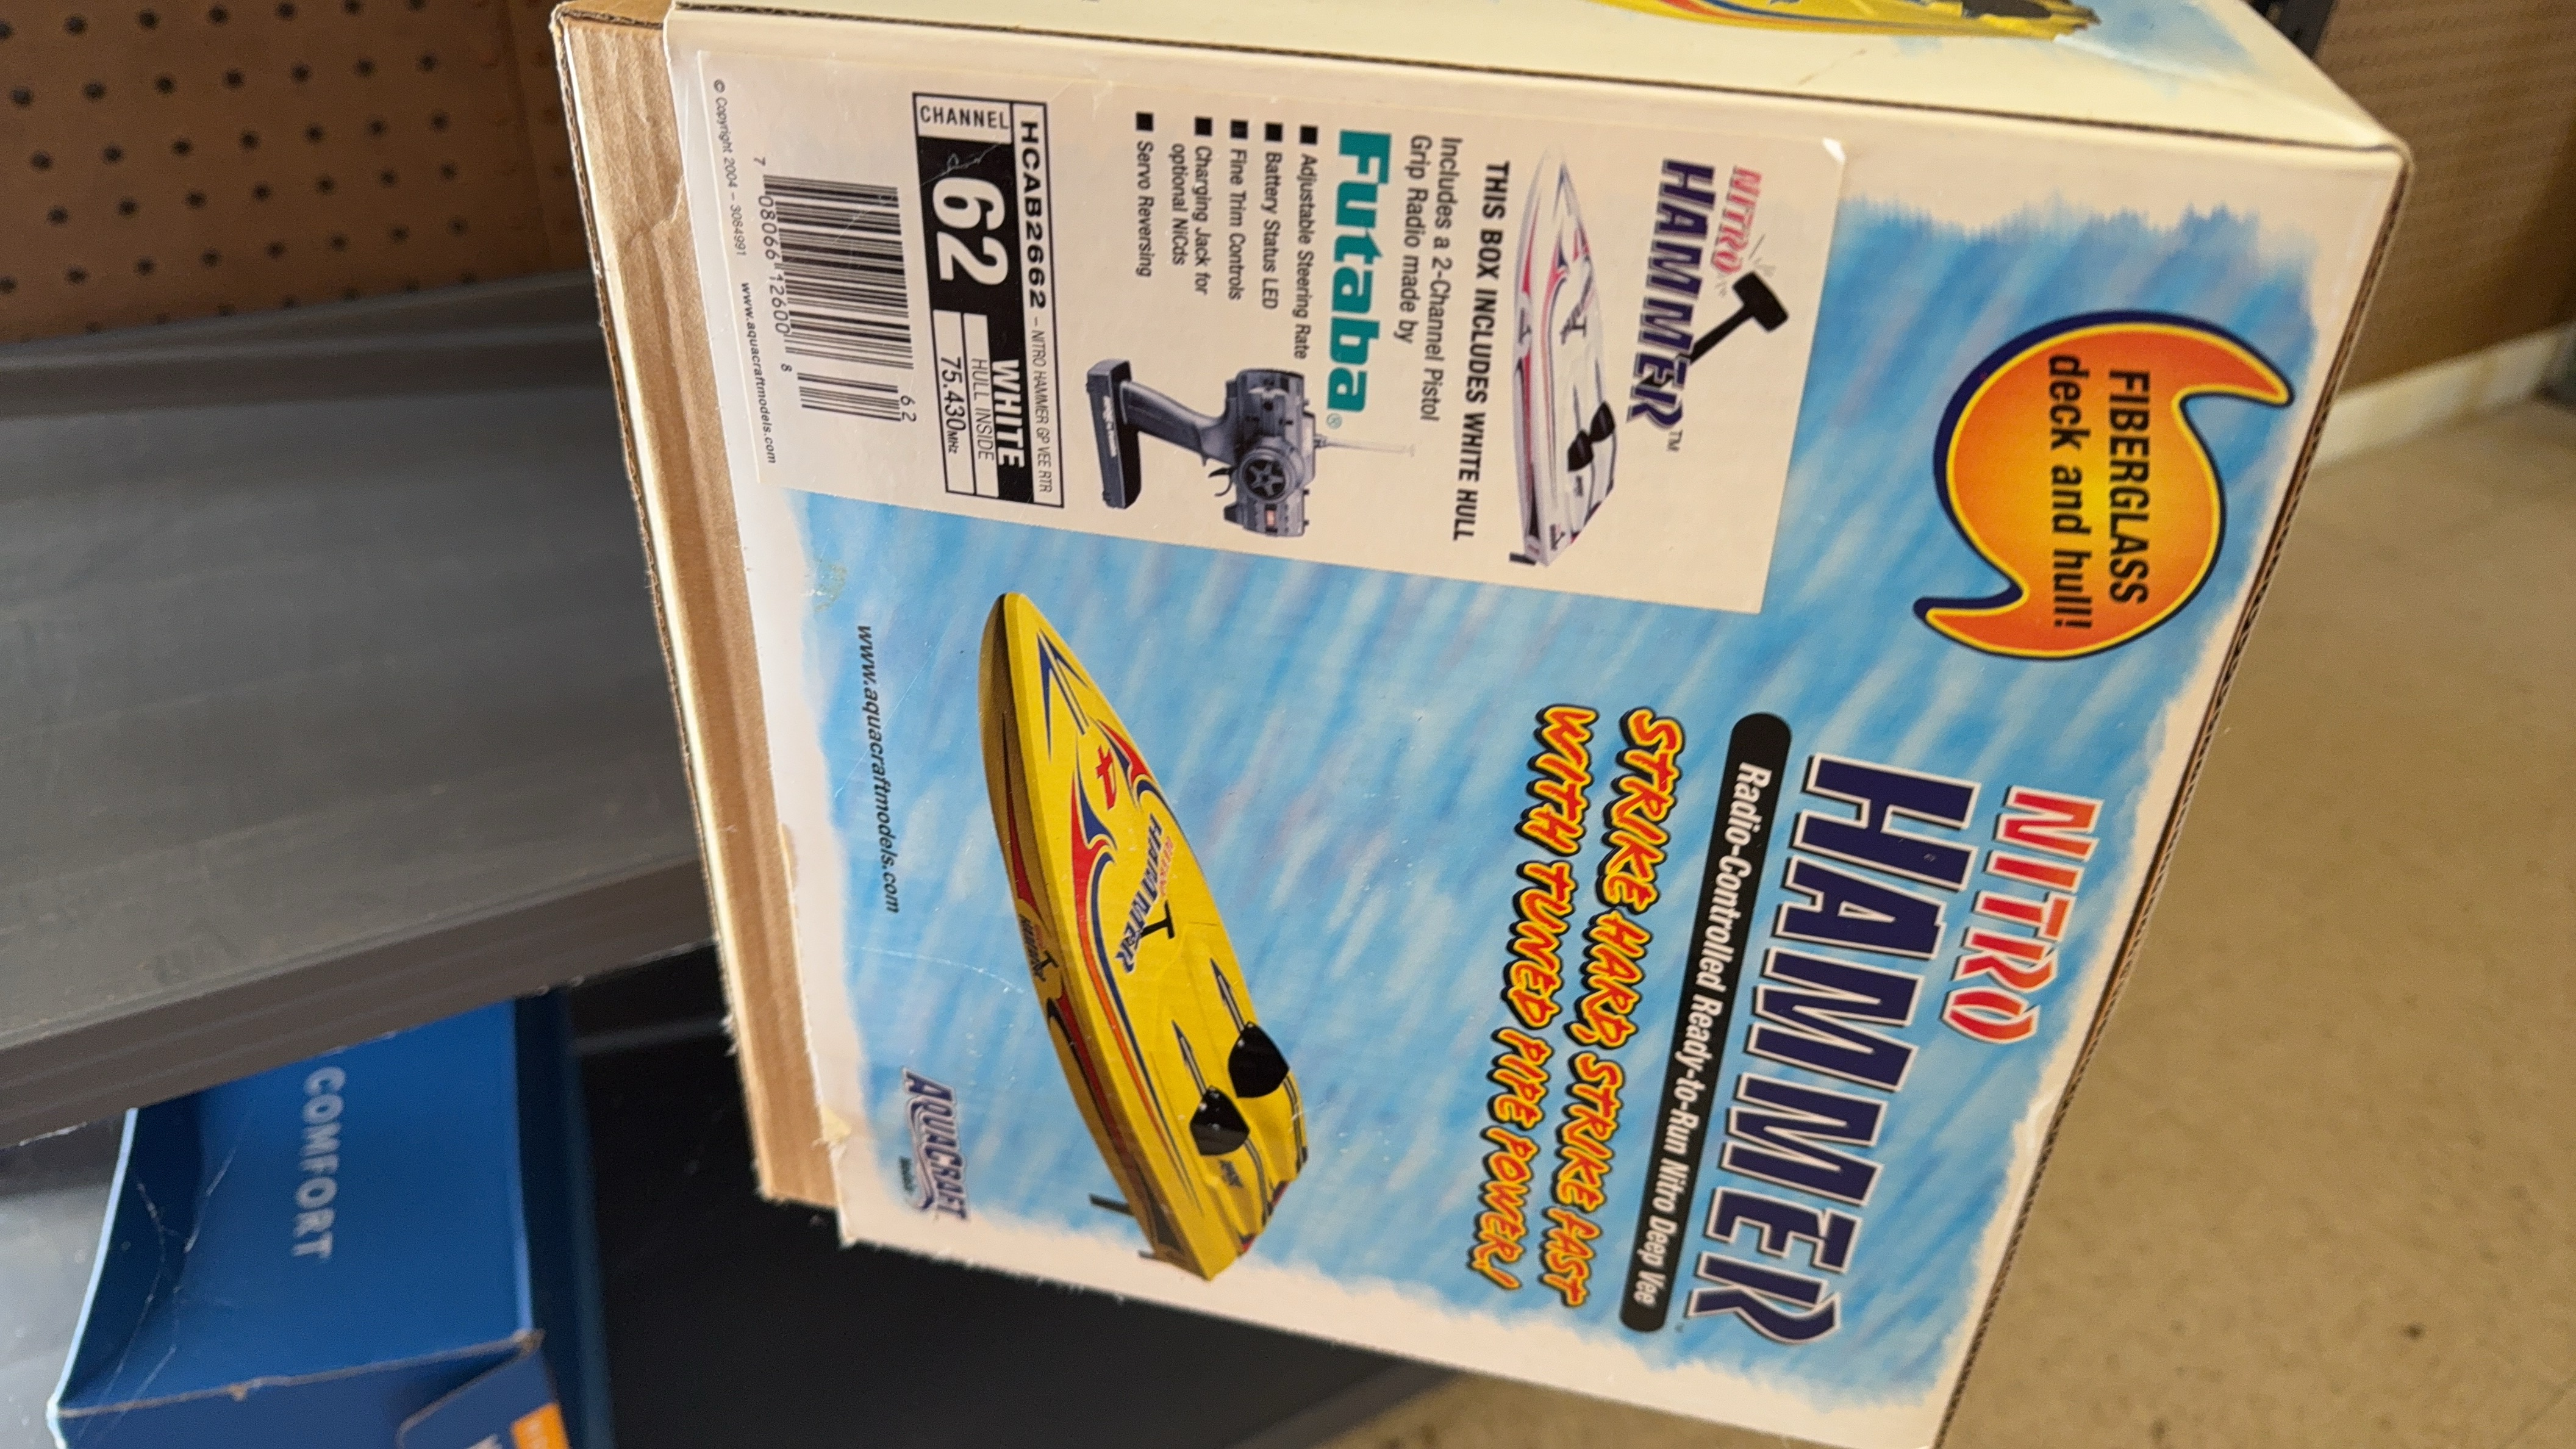 FIBERGLASS
deck and hull!
NITRO
HAMMER
Radio-Controlled Ready-to-Run Nitro Deep Vee
STRIKE HARD, STRIKE FAST
WITH TUNED PIPE POWER!
NITRO
HAMMER™
THIS BOX INCLUDES WHITE HULL
Includes a 2-Channel Pistol
Grip Radio made by
Futaba®
■ Adjustable Steering Rate
■ Battery Status LED
■ Fine Trim Controls
■ Charging Jack for
optional NiCds
■ Servo Reversing
HCAB2662 – NITRO HAMMER GP VEE RTR
CHANNEL
62
WHITE
HULL INSIDE
75.430MHz
62
7 08066 12600 8
© Copyright 2004 – 3084991
www.aquacraftmodels.com
NITRO
HAMMER
HAMMER
www.aquacraftmodels.com
AQUACRAFT
MODELS
COMFORT